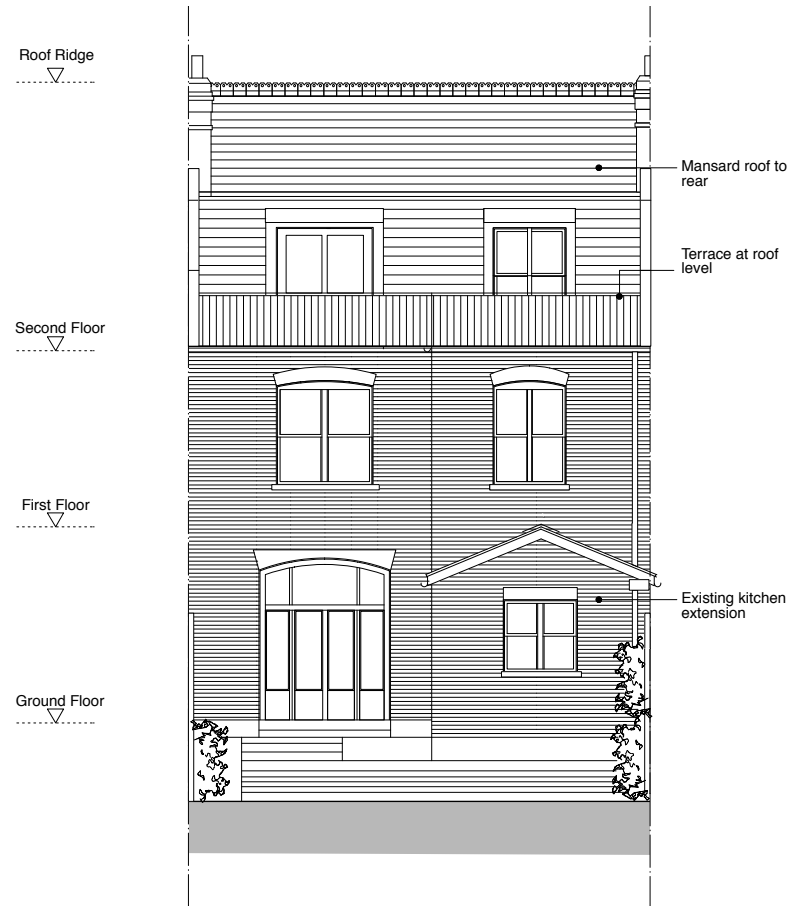 Roof Ridge
Mansard roof to
rear
Terrace at roof
level
Second Floor
First Floor
Existing kitchen
extension
Ground Floor